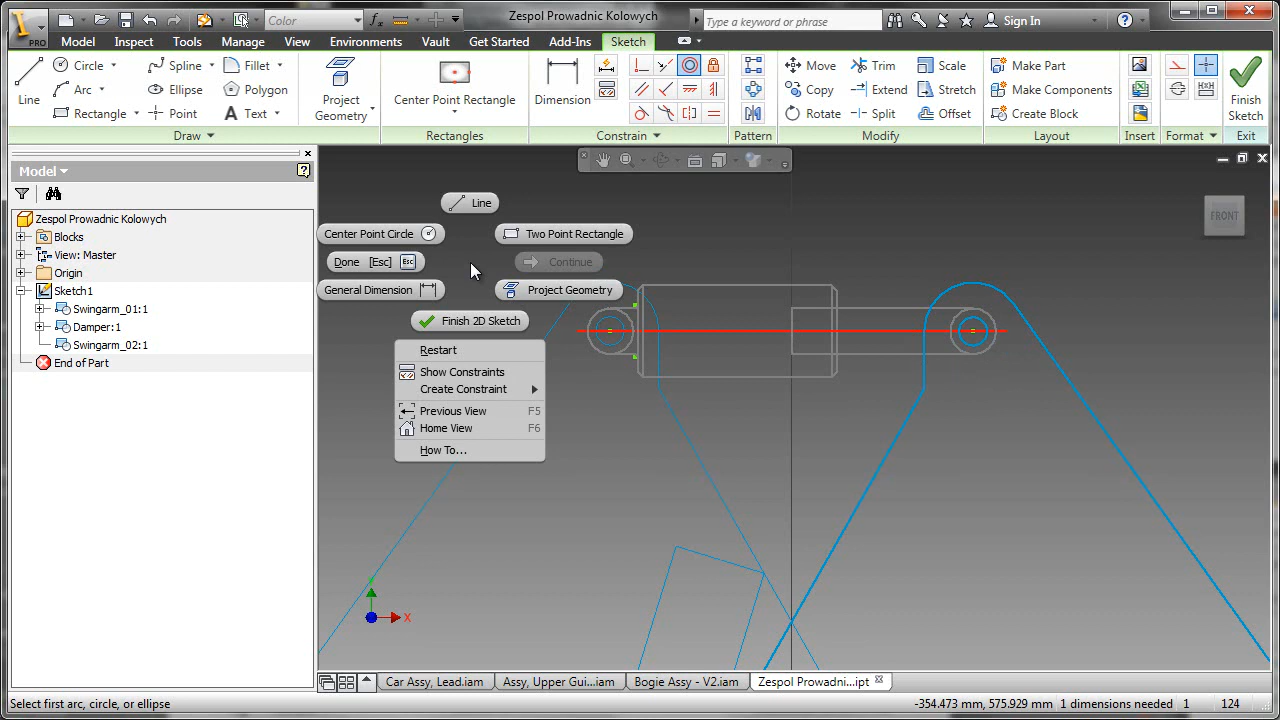 PRO
Color
Zespol Prowadnic Kolowych
Type a keyword or phrase
Sign In
Model
Inspect
Tools
Manage
View
Environments
Vault
Get Started
Add-Ins
Sketch
Line
Circle
Arc
Rectangle
Spline
Ellipse
Point
Fillet
Polygon
Text
Project
Geometry
Center Point Rectangle
Dimension
Move
Copy
Rotate
Trim
Extend
Split
Scale
Stretch
Offset
Make Part
Make Components
Create Block
Finish
Sketch
Draw
Rectangles
Constrain
Pattern
Modify
Layout
Insert
Format
Exit
Model
Zespol Prowadnic Kolowych
Blocks
View: Master
Origin
Sketch1
Swingarm_01:1
Damper:1
Swingarm_02:1
End of Part
FRONT
Line
Center Point Circle
Two Point Rectangle
Done [Esc] Esc
Continue
General Dimension
Project Geometry
Finish 2D Sketch
Restart
Show Constraints
Create Constraint
Previous View F5
Home View F6
How To...
X
Car Assy, Lead.iam
Assy, Upper Gui...iam
Bogie Assy - V2.iam
Zespol Prowadni...ipt
Select first arc, circle, or ellipse
-354.473 mm, 575.929 mm
1 dimensions needed
1
124